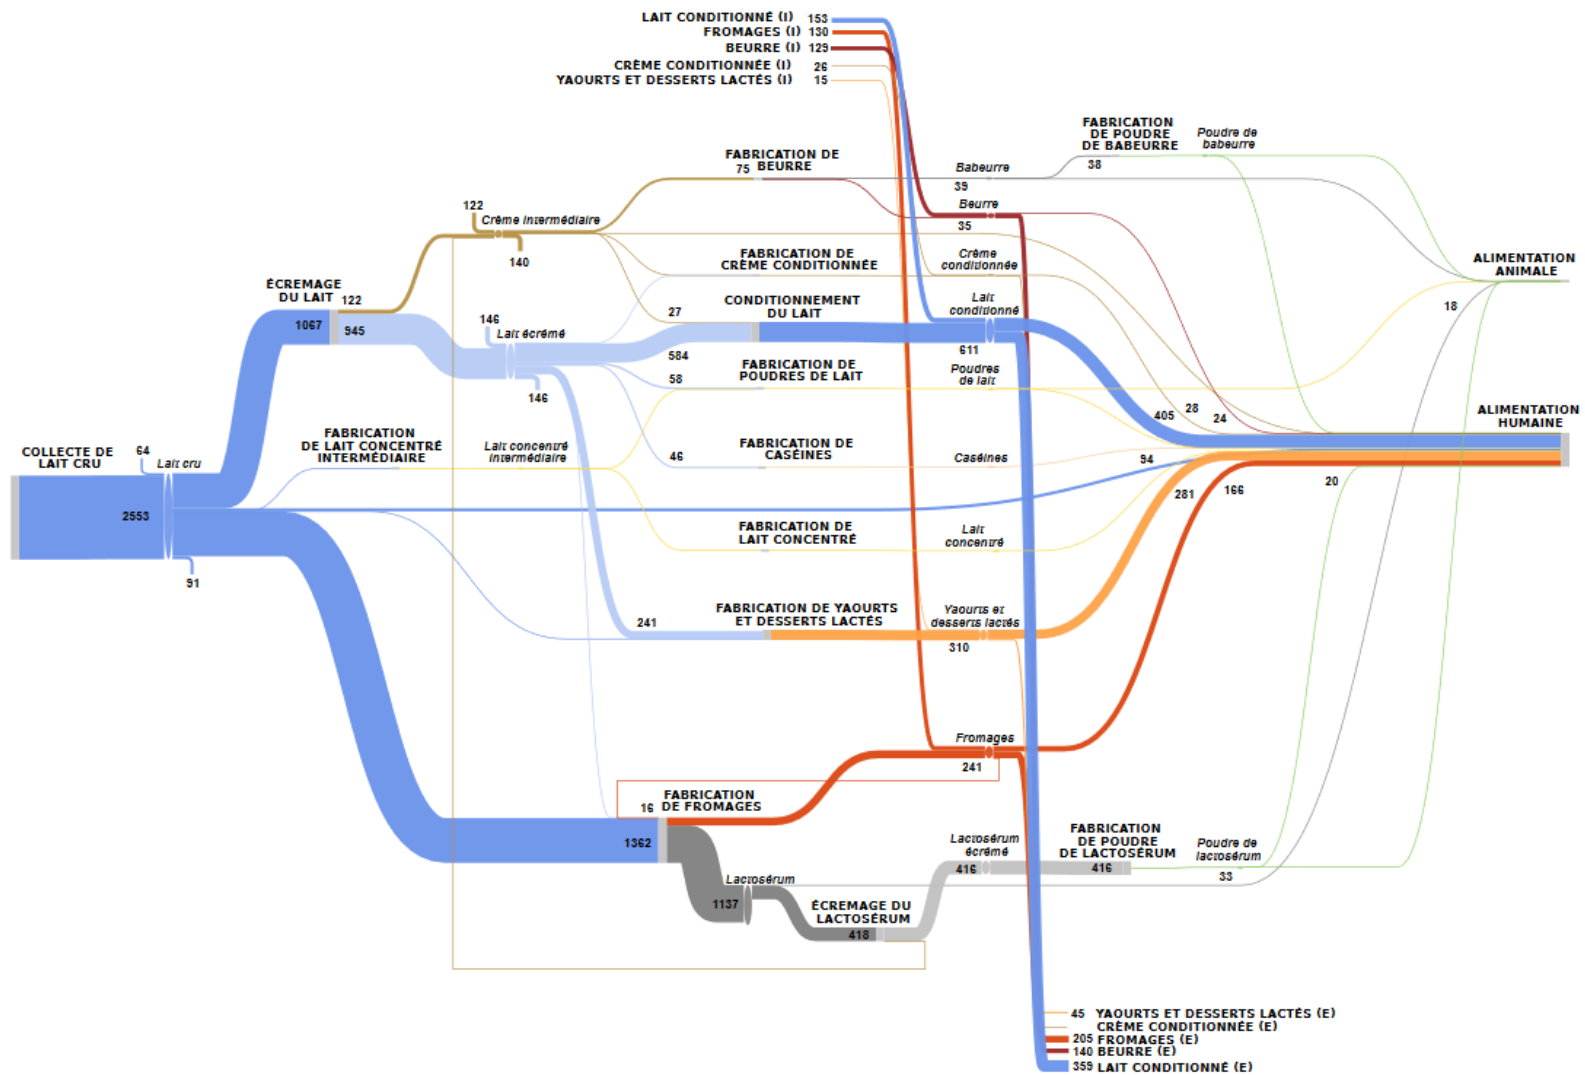 LAIT CONDITIONNÉ (I) 153
FROMAGES (I) 130
BEURRE (I) 129
CRÈME CONDITIONNÉE (I) 26
YAOURTS ET DESSERTS LACTÉS (I) 15
FABRICATION
DE POUDRE
DE BABEURRE
38
Poudre de
babeurre
FABRICATION DE
BEURRE
75
Babeurre
39
Beurre
35
122
Crème intermédiaire
140
FABRICATION DE
CRÈME CONDITIONNÉE
Crème
conditionnée
ALIMENTATION
ANIMALE
18
ÉCREMAGE
DU LAIT
1067
122
945
146
Lait écrémé
146
27
584
CONDITIONNEMENT
DU LAIT
Lait
conditionné
611
58
FABRICATION DE
POUDRES DE LAIT
Poudres
de lait
405
28
24
ALIMENTATION
HUMAINE
COLLECTE DE
LAIT CRU
2553
64
Lait cru
91
FABRICATION
DE LAIT CONCENTRÉ
INTERMÉDIAIRE
Lait concentré
intermédiaire
46
FABRICATION DE
CASÉINES
Caséines
94
281
166
20
FABRICATION DE
LAIT CONCENTRÉ
Lait
concentré
241
FABRICATION DE YAOURTS
ET DESSERTS LACTÉS
Yaourts et
desserts lactés
310
Fromages
241
16
FABRICATION
DE FROMAGES
1362
Lactosérum
1137
ÉCREMAGE DU
LACTOSÉRUM
418
Lactosérum
écrémé
416
FABRICATION
DE POUDRE
DE LACTOSÉRUM
416
Poudre de
lactosérum
33
45 YAOURTS ET DESSERTS LACTÉS (E)
CRÈME CONDITIONNÉE (E)
205 FROMAGES (E)
140 BEURRE (E)
359 LAIT CONDITIONNÉ (E)